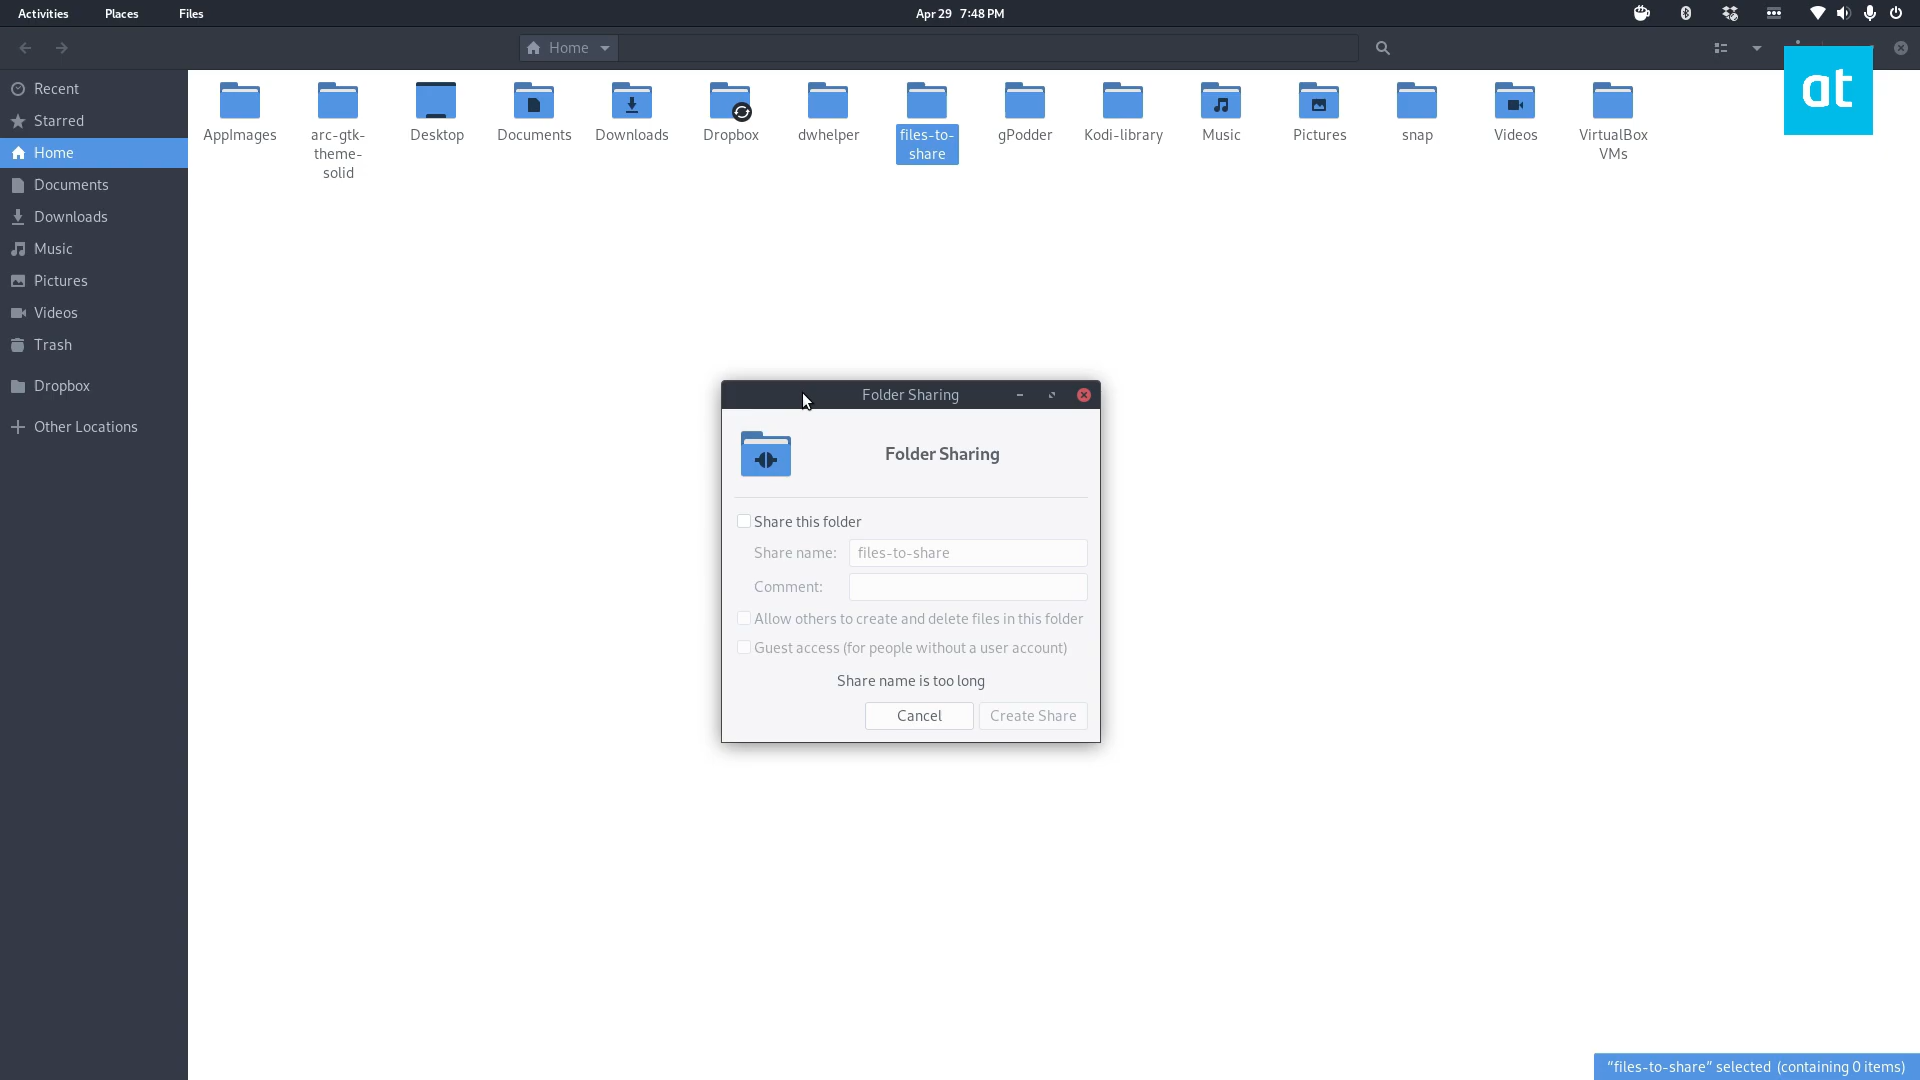 Activities Places Files Apr 29 7:48 PM
Home
at
Recent
Starred
Home
Documents
Downloads
Music
Pictures
Videos
Trash
Dropbox
Other Locations
AppImages
arc-gtk-
theme-
solid
Desktop
Documents
Downloads
Dropbox
dwhelper
files-to-
share
gPodder
Kodi-library
Music
Pictures
snap
Videos
VirtualBox
VMs
Folder Sharing
Folder Sharing
Share this folder
Share name: files-to-share
Comment:
Allow others to create and delete files in this folder
Guest access (for people without a user account)
Share name is too long
Cancel Create Share
“files-to-share” selected (containing 0 items)